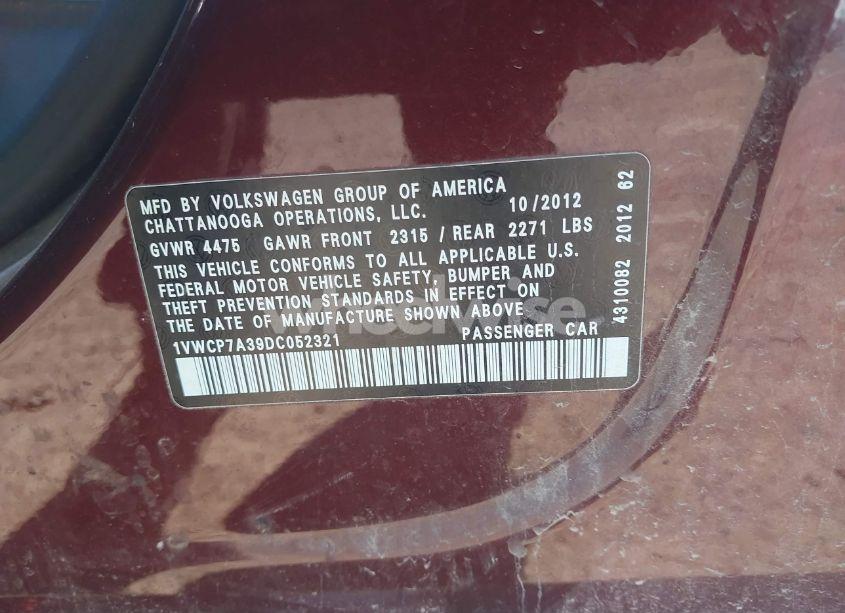 MFD BY VOLKSWAGEN GROUP OF AMERICA
CHATTANOOGA OPERATIONS, LLC. 10/2012
GVWR 4475 GAWR FRONT 2315 / REAR 2271 LBS
THIS VEHICLE CONFORMS TO ALL APPLICABLE U.S.
FEDERAL MOTOR VEHICLE SAFETY, BUMPER AND
THEFT PREVENTION STANDARDS IN EFFECT ON
THE DATE OF MANUFACTURE SHOWN ABOVE
1VWCP7A39DC052321 PASSENGER CAR
4310082 2012 62
wheelwise